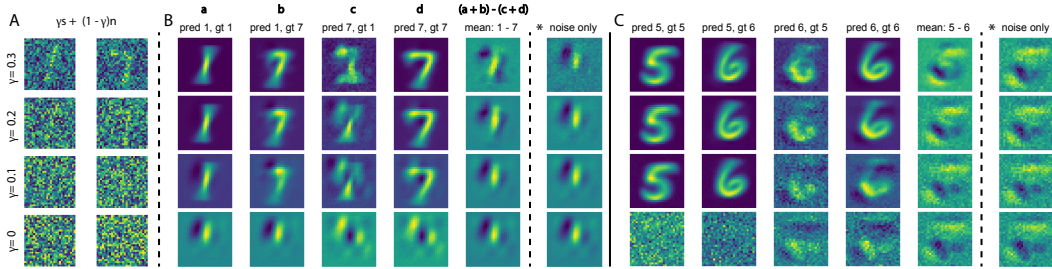 A
γs + (1 - γ)n
γ= 0.3
γ= 0.2
γ= 0.1
γ= 0
B
a b c d (a + b) - (c + d)
pred 1, gt 1 pred 1, gt 7 pred 7, gt 1 pred 7, gt 7 mean: 1 - 7 * noise only
C
pred 5, gt 5 pred 5, gt 6 pred 6, gt 5 pred 6, gt 6 mean: 5 - 6 * noise only